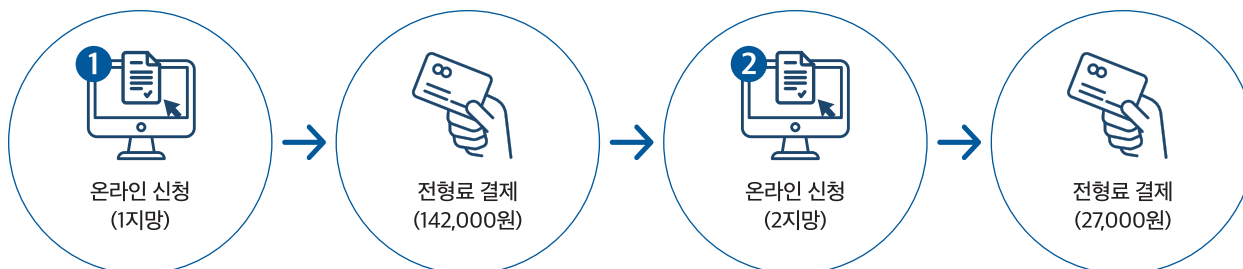 1
온라인 신청
(1지망)
전형료 결제
(142,000원)
2
온라인 신청
(2지망)
전형료 결제
(27,000원)